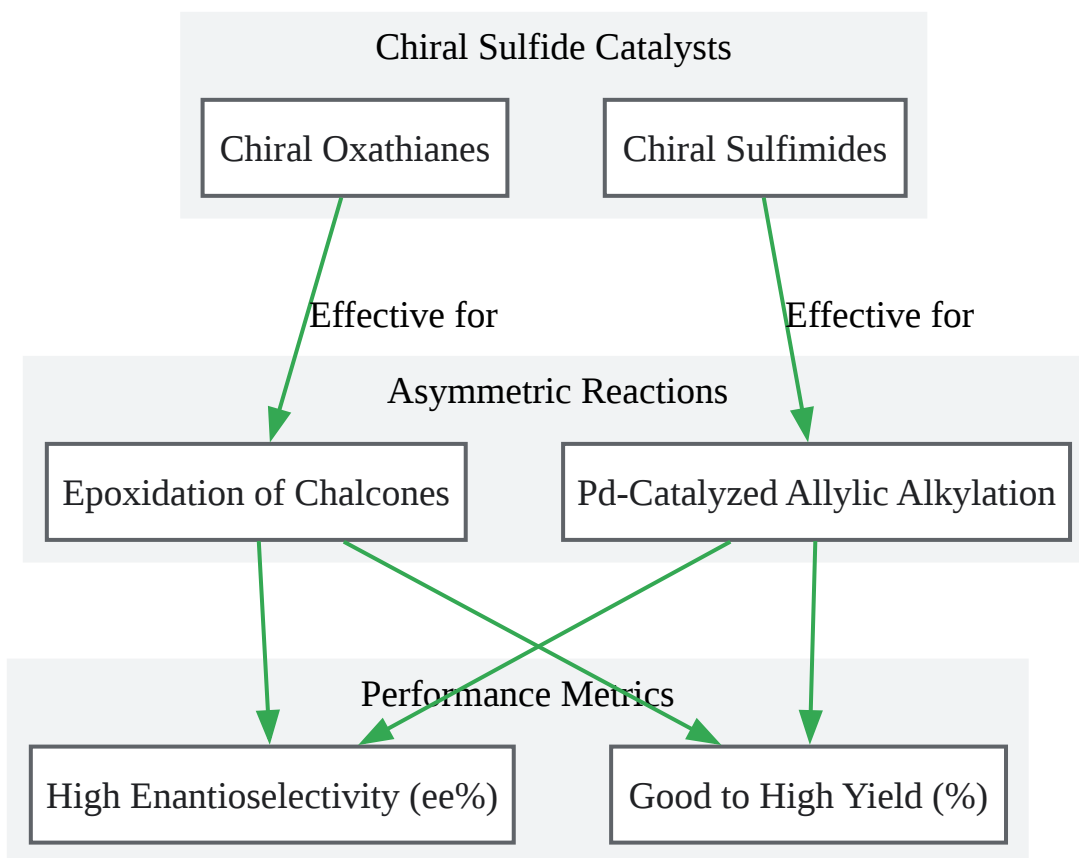 Chiral Sulfide Catalysts
Chiral Oxathianes
Chiral Sulfimides
Effective for
Effective for
Asymmetric Reactions
Epoxidation of Chalcones
Pd-Catalyzed Allylic Alkylation
Performance Metrics
High Enantioselectivity (ee%)
Good to High Yield (%)